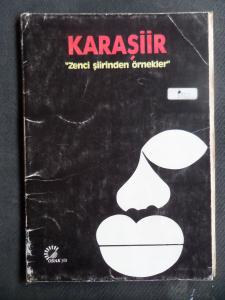 KARAŞİİR
"Zenci şiirinden örnekler"